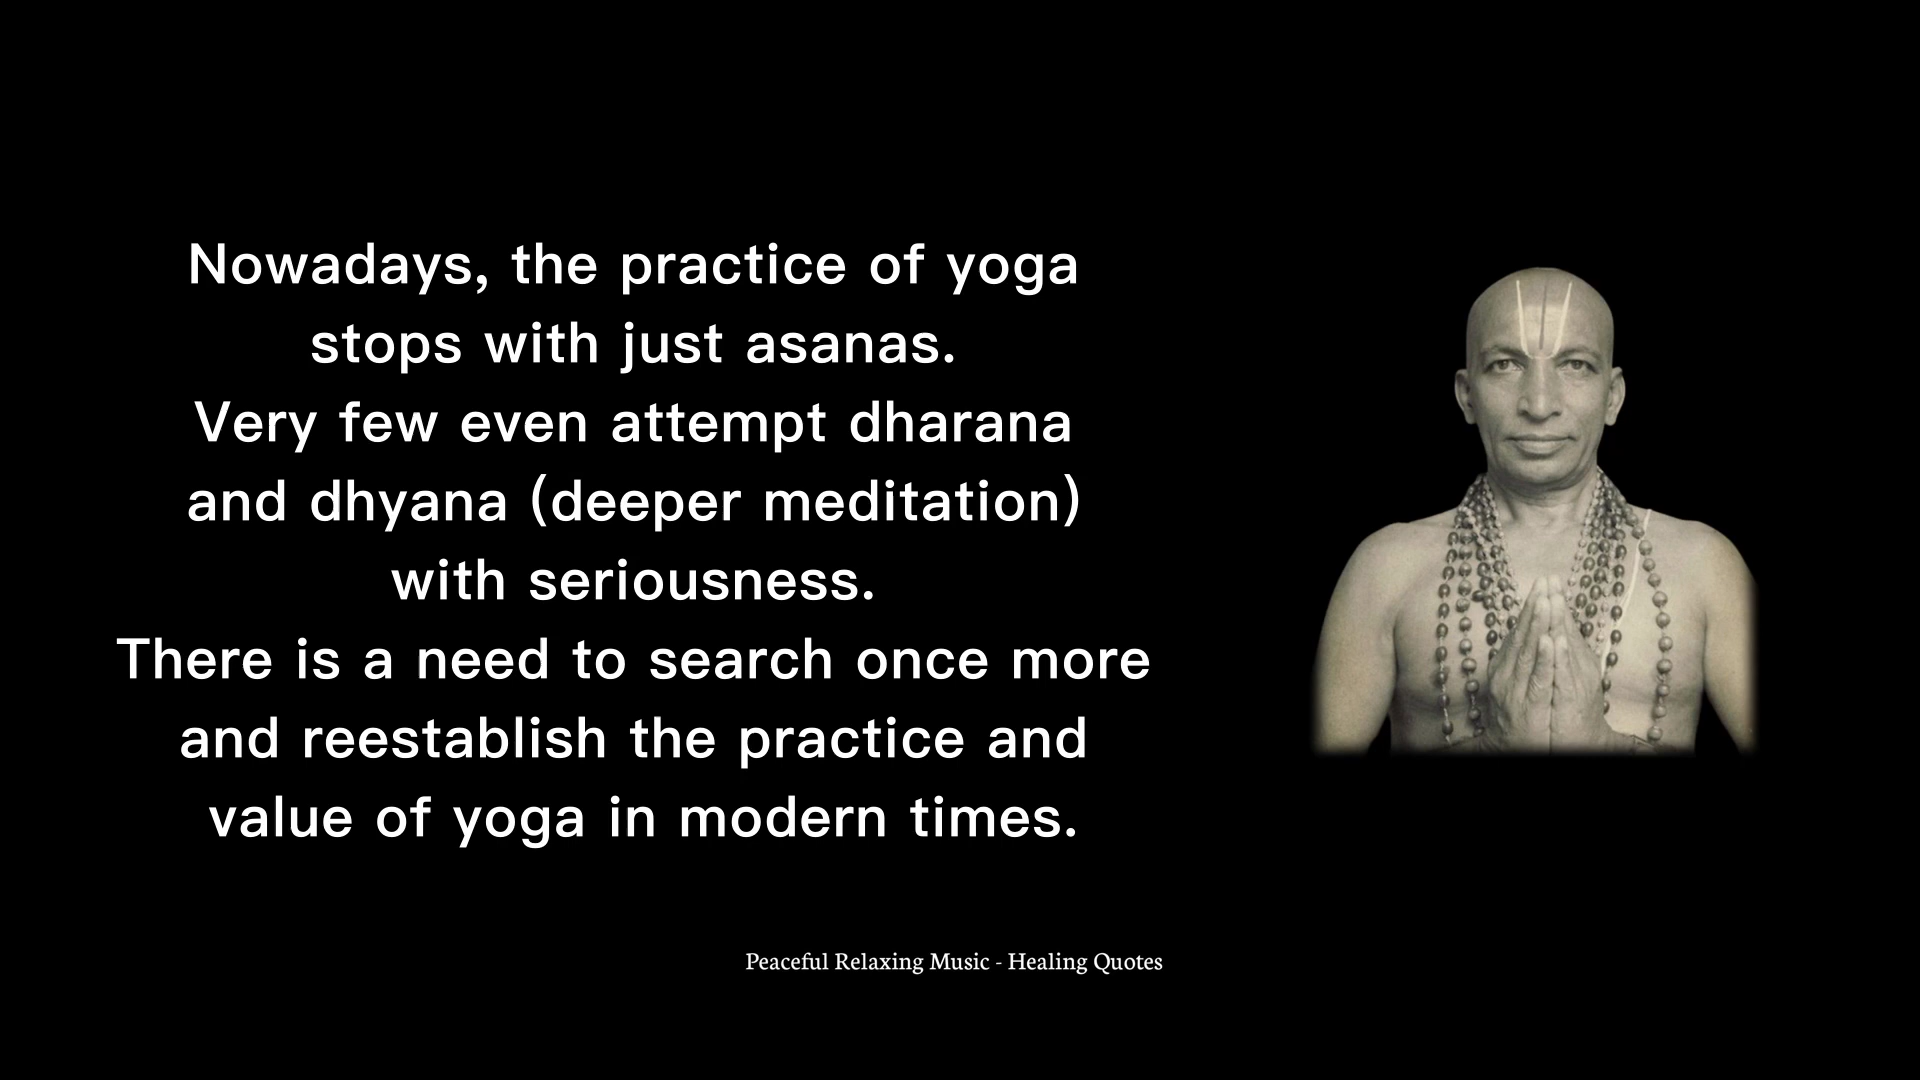 Nowadays, the practice of yoga
stops with just asanas.
Very few even attempt dharana
and dhyana (deeper meditation)
with seriousness.
There is a need to search once more
and reestablish the practice and
value of yoga in modern times.
Peaceful Relaxing Music - Healing Quotes